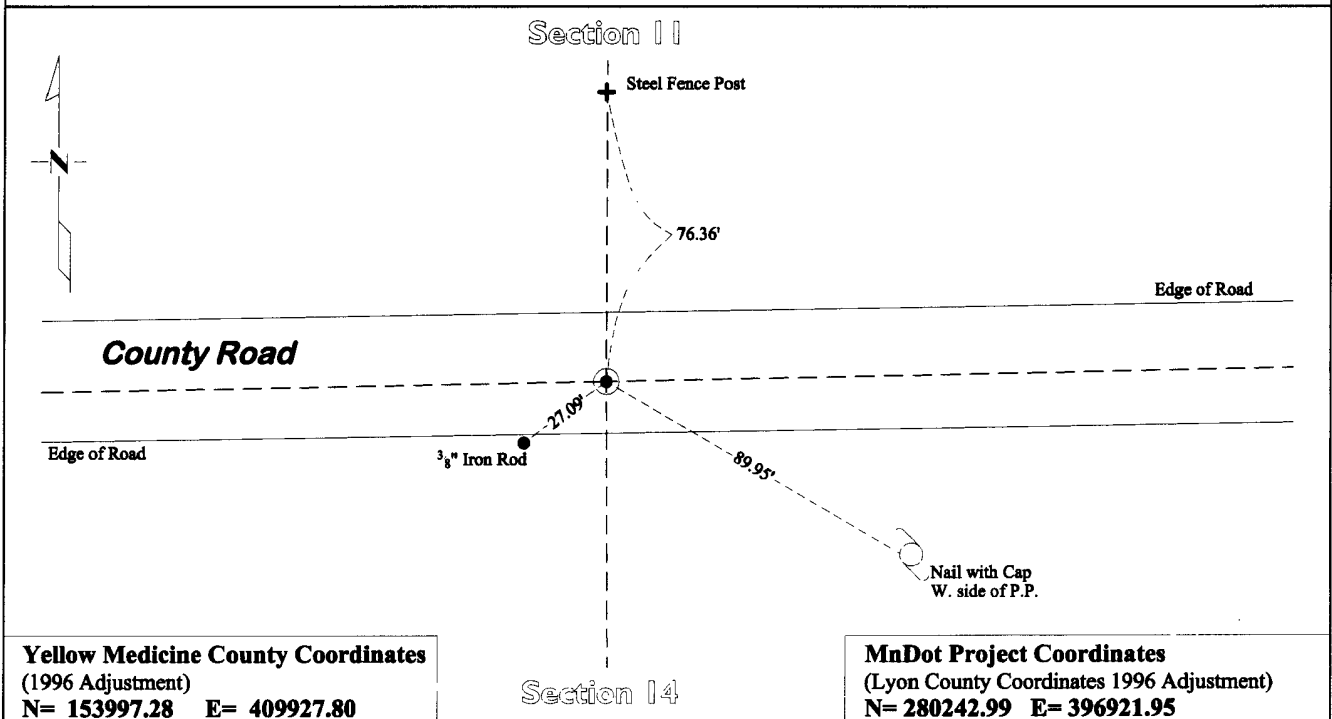 Section 11
Steel Fence Post
N
76.36'
Edge of Road
County Road
27.09'
Edge of Road
3/8" Iron Rod
89.95'
Nail with Cap
W. side of P.P.
Yellow Medicine County Coordinates
(1996 Adjustment)
N= 153997.28 E= 409927.80
Section 14
MnDot Project Coordinates
(Lyon County Coordinates 1996 Adjustment)
N= 280242.99 E= 396921.95